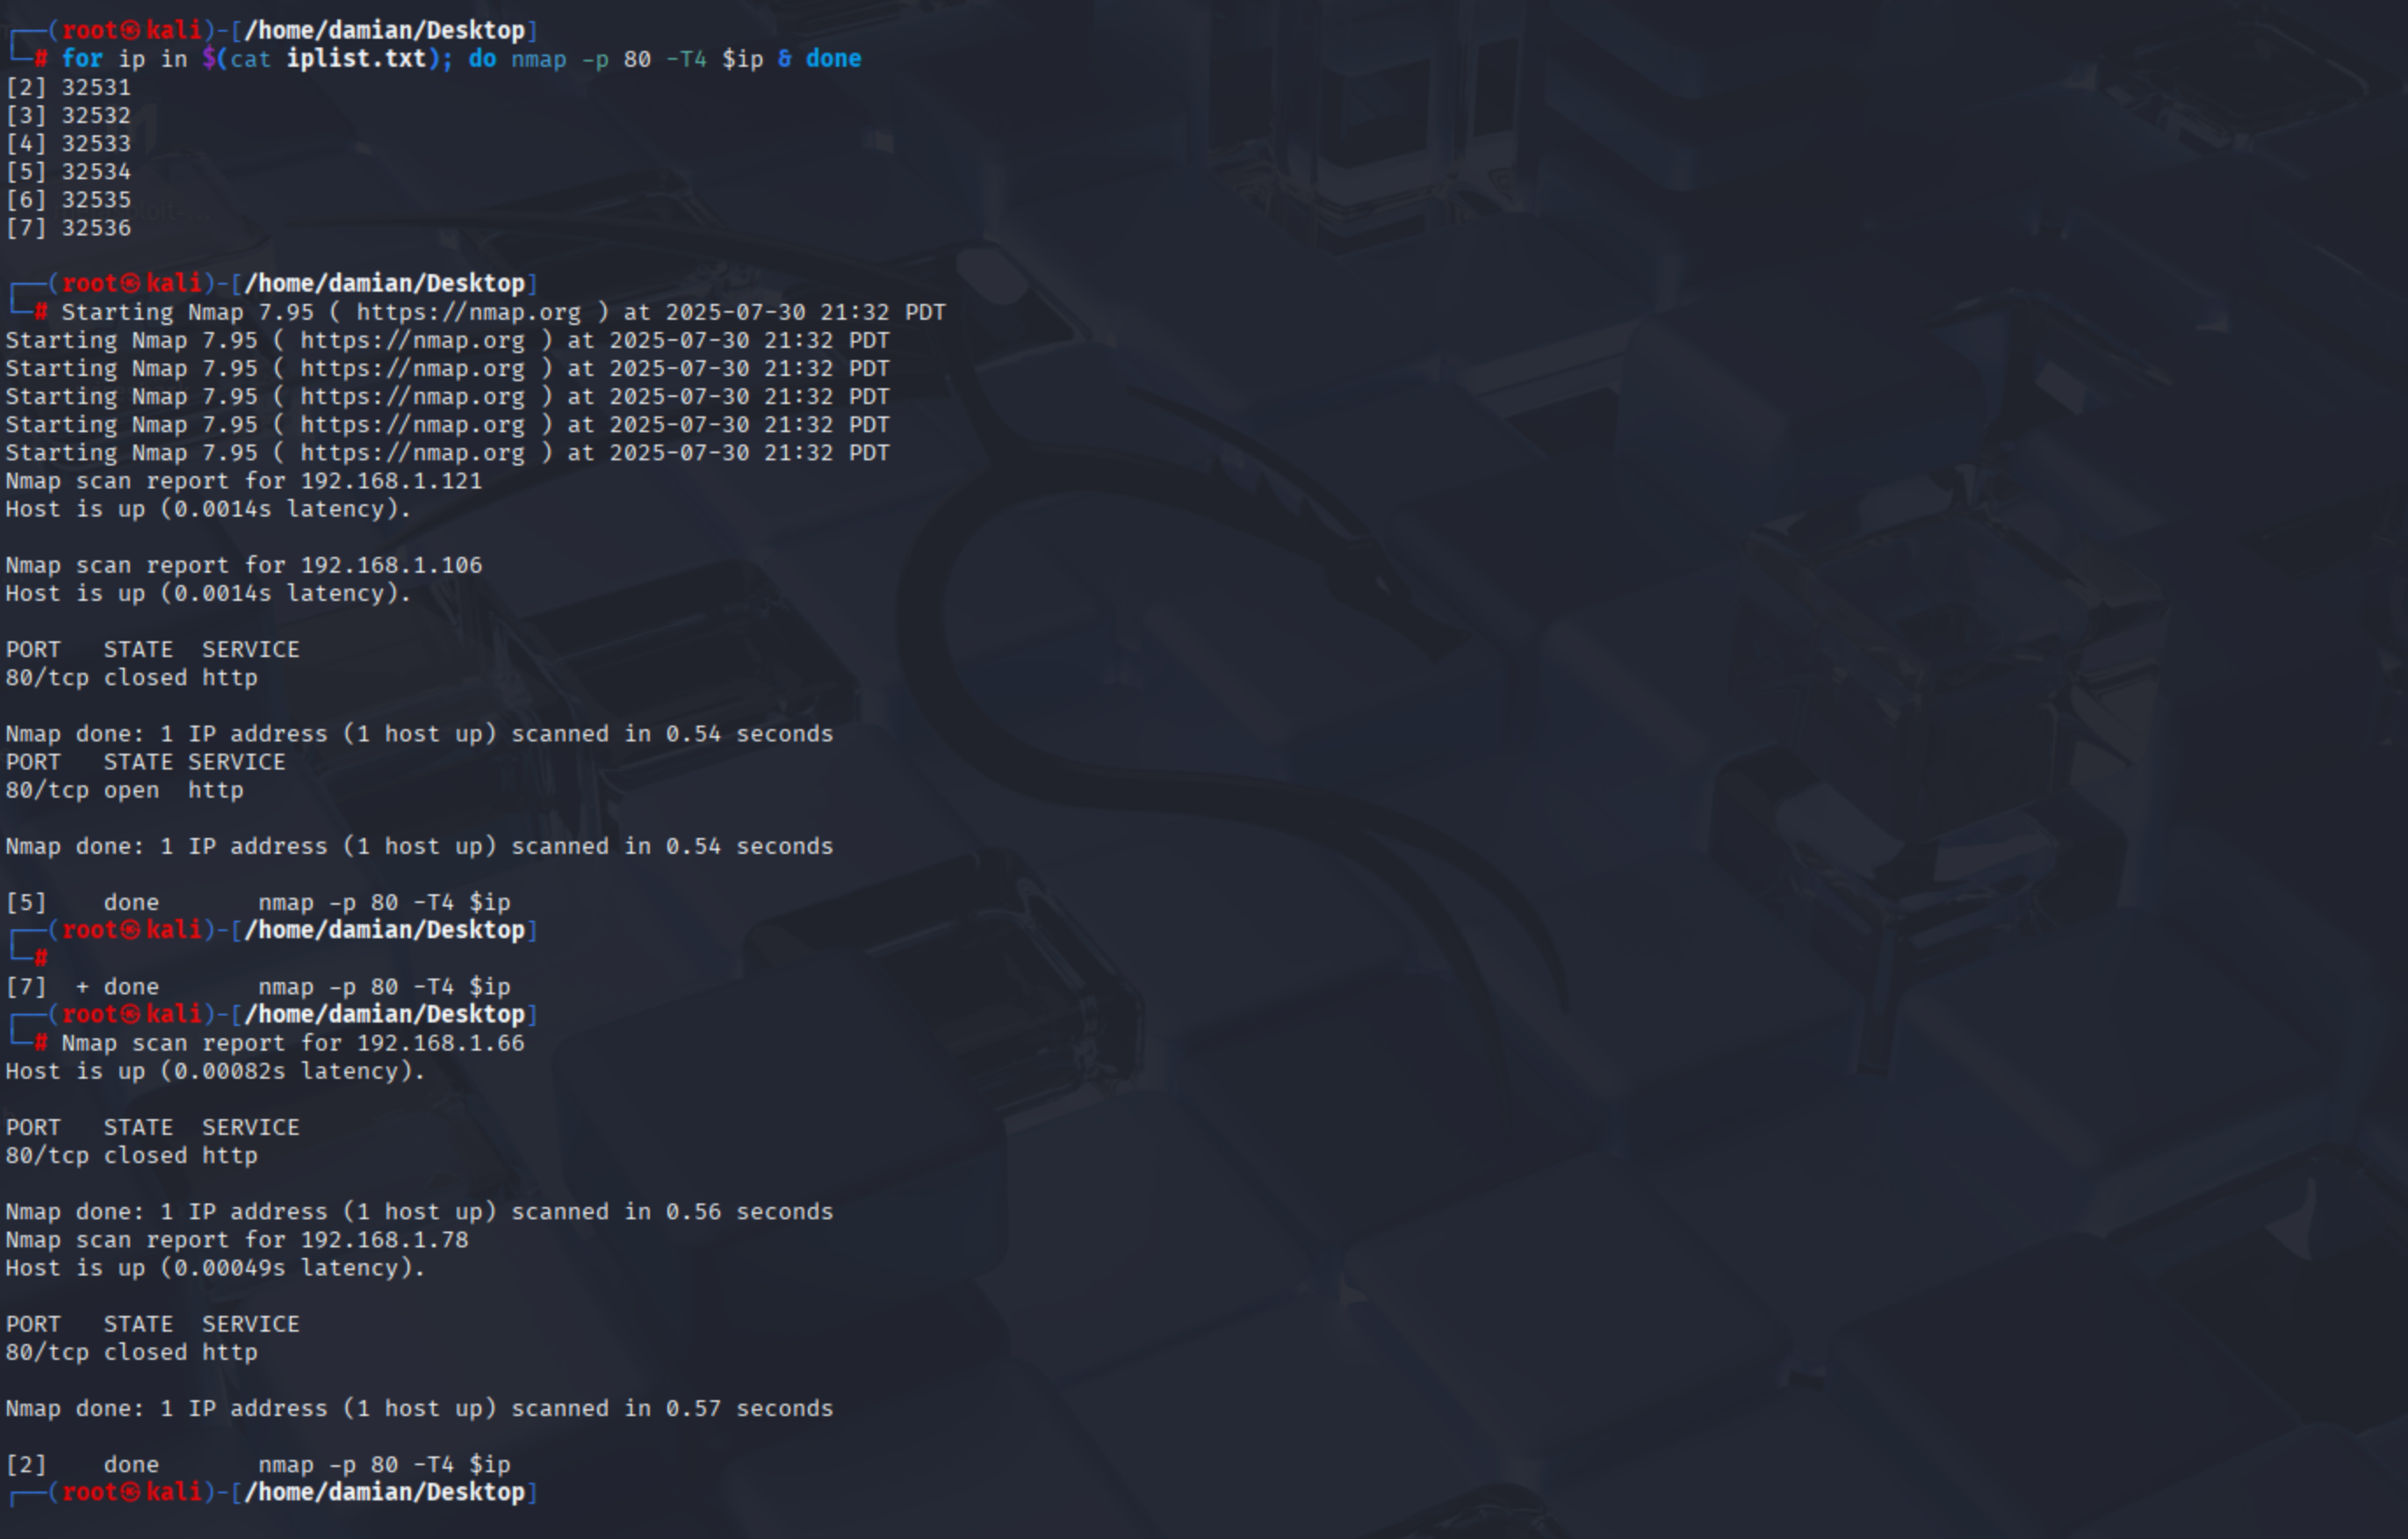 ┌──(root㉿kali)-[/home/damian/Desktop]
└─# for ip in $(cat iplist.txt); do nmap -p 80 -T4 $ip & done
[2] 32531
[3] 32532
[4] 32533
[5] 32534
[6] 32535
[7] 32536
┌──(root㉿kali)-[/home/damian/Desktop]
└─# Starting Nmap 7.95 ( https://nmap.org ) at 2025-07-30 21:32 PDT
Starting Nmap 7.95 ( https://nmap.org ) at 2025-07-30 21:32 PDT
Starting Nmap 7.95 ( https://nmap.org ) at 2025-07-30 21:32 PDT
Starting Nmap 7.95 ( https://nmap.org ) at 2025-07-30 21:32 PDT
Starting Nmap 7.95 ( https://nmap.org ) at 2025-07-30 21:32 PDT
Starting Nmap 7.95 ( https://nmap.org ) at 2025-07-30 21:32 PDT
Nmap scan report for 192.168.1.121
Host is up (0.0014s latency).
Nmap scan report for 192.168.1.106
Host is up (0.0014s latency).
PORT   STATE  SERVICE
80/tcp closed http
Nmap done: 1 IP address (1 host up) scanned in 0.54 seconds
PORT   STATE SERVICE
80/tcp open  http
Nmap done: 1 IP address (1 host up) scanned in 0.54 seconds
[5]    done       nmap -p 80 -T4 $ip
┌──(root㉿kali)-[/home/damian/Desktop]
└─#
[7]  + done       nmap -p 80 -T4 $ip
┌──(root㉿kali)-[/home/damian/Desktop]
└─# Nmap scan report for 192.168.1.66
Host is up (0.00082s latency).
PORT   STATE  SERVICE
80/tcp closed http
Nmap done: 1 IP address (1 host up) scanned in 0.56 seconds
Nmap scan report for 192.168.1.78
Host is up (0.00049s latency).
PORT   STATE  SERVICE
80/tcp closed http
Nmap done: 1 IP address (1 host up) scanned in 0.57 seconds
[2]    done       nmap -p 80 -T4 $ip
┌──(root㉿kali)-[/home/damian/Desktop]